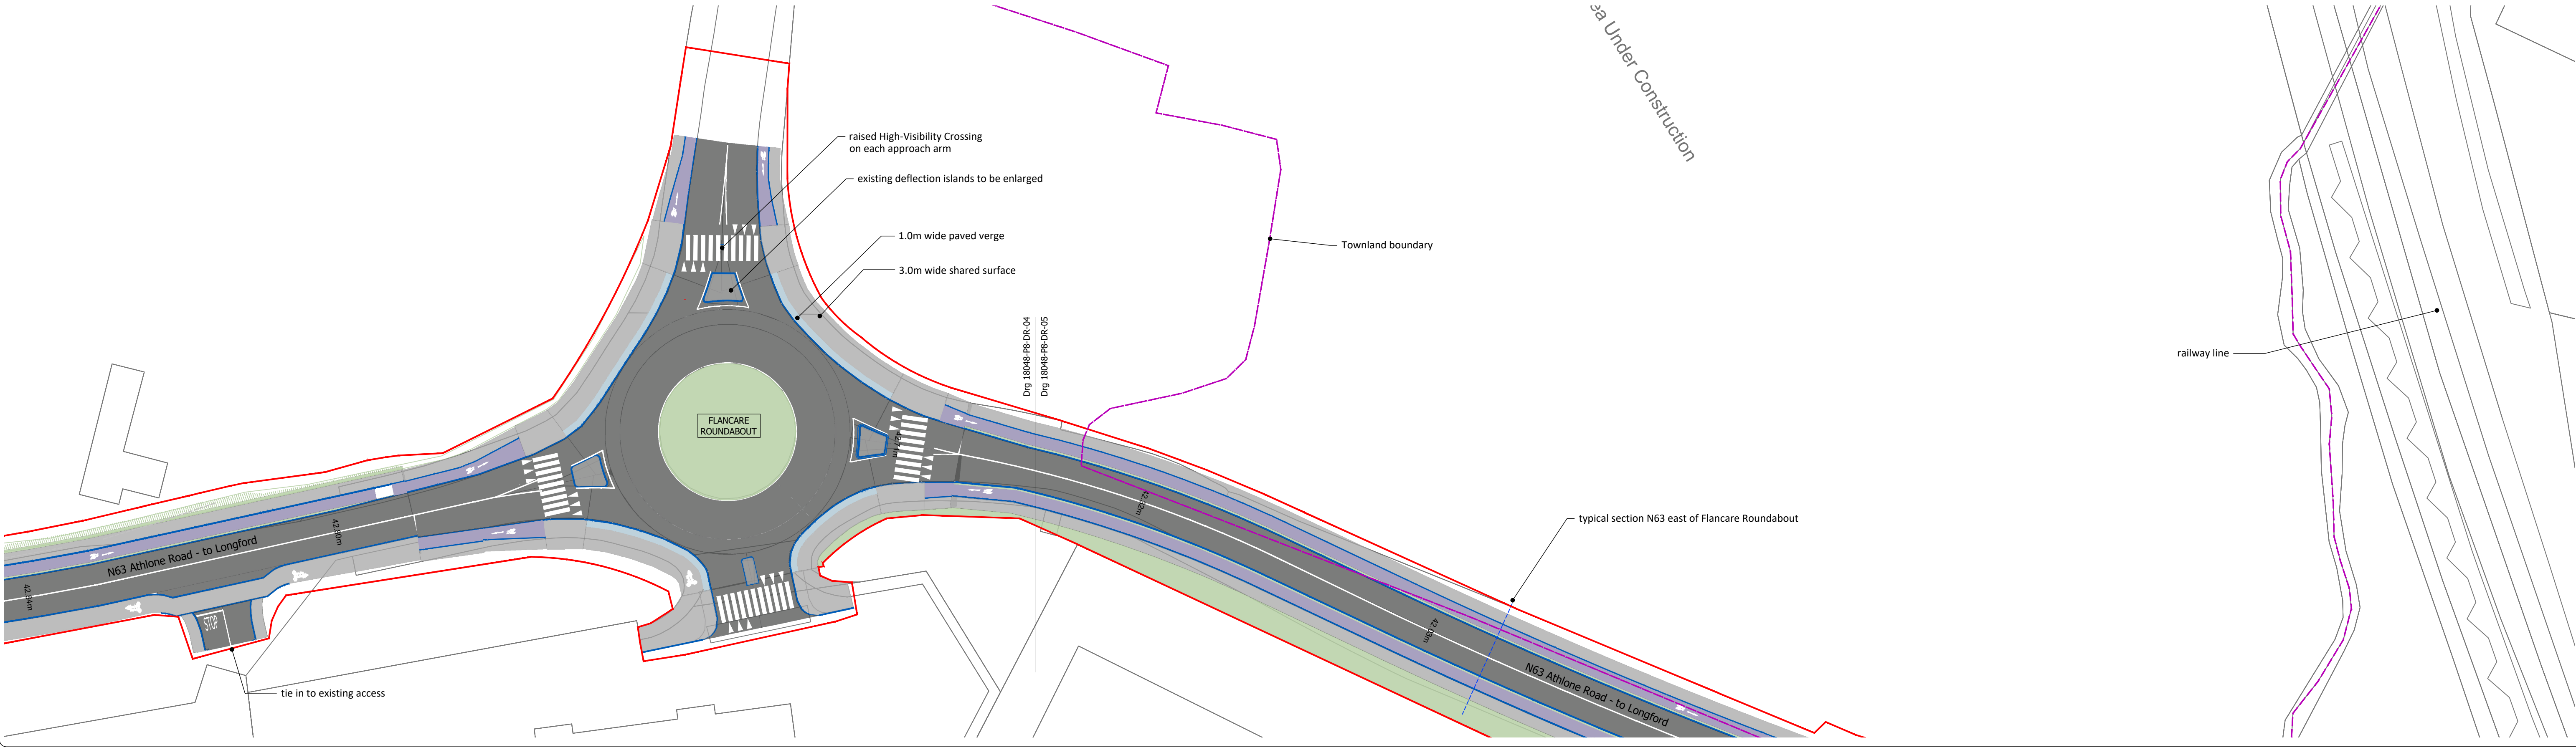 ea Under Construction
raised High-Visibility Crossing
on each approach arm
existing deflection islands to be enlarged
1.0m wide paved verge
3.0m wide shared surface
Townland boundary
railway line
Drg 18048-P8-DR-04
Drg 18048-P8-DR-05
FLANCARE
ROUNDABOUT
typical section N63 east of Flancare Roundabout
N63 Athlone Road - to Longford
42.03m
N63 Athlone Road - to Longford
STOP
tie in to existing access